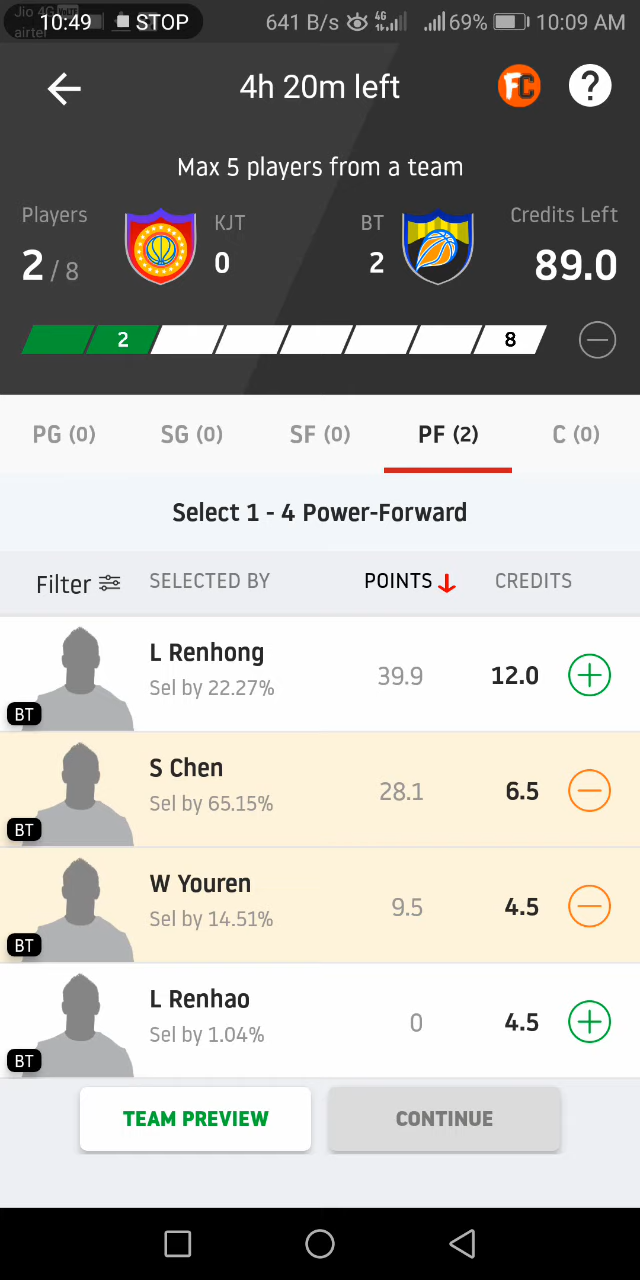 Jio 4G VoLTE
airtel
10:49 STOP 641 B/s 4G 69% 10:09 AM
4h 20m left FC ?
Max 5 players from a team
Players KJT BT Credits Left
2 / 8 0 2 89.0
2 8
PG (0) SG (0) SF (0) PF (2) C (0)
Select 1 - 4 Power-Forward
Filter SELECTED BY POINTS CREDITS
L Renhong
Sel by 22.27% 39.9 12.0
BT
S Chen
Sel by 65.15% 28.1 6.5
BT
W Youren
Sel by 14.51% 9.5 4.5
BT
L Renhao
Sel by 1.04% 0 4.5
BT
TEAM PREVIEW CONTINUE